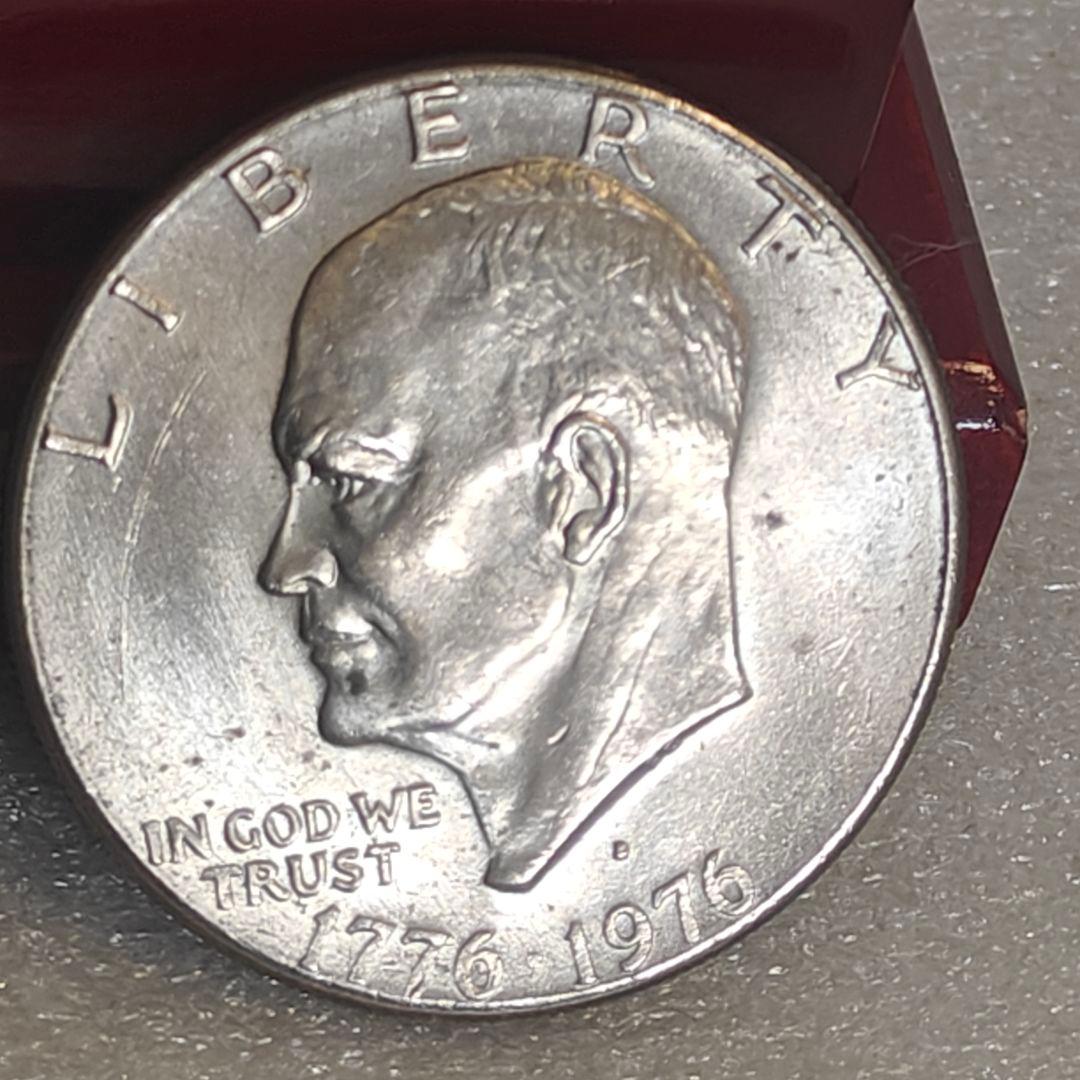 LIBERTY
IN GOD WE
TRUST
1776·1976